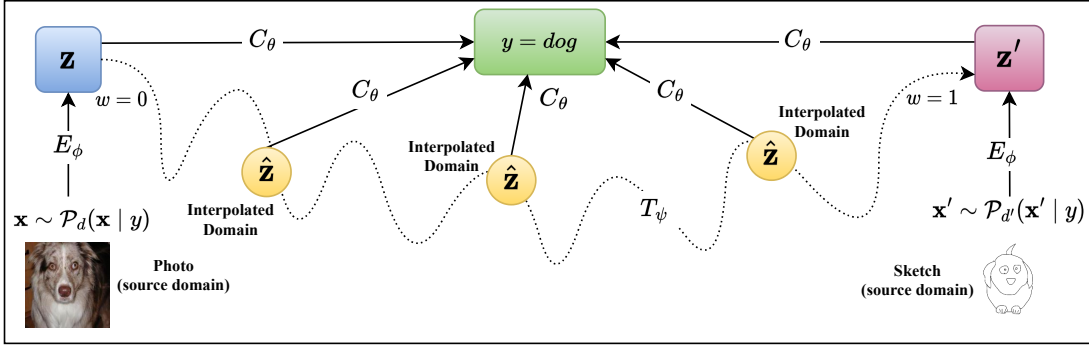 z
C_θ
y = dog
C_θ
z′
w = 0
C_θ
C_θ
C_θ
w = 1
E_ϕ
Interpolated
Domain
ẑ
Interpolated
Domain
ẑ
Interpolated
Domain
ẑ
E_ϕ
T_ψ
x ∼ P_d(x | y)
x′ ∼ P_d′(x′ | y)
Photo
(source domain)
Sketch
(source domain)